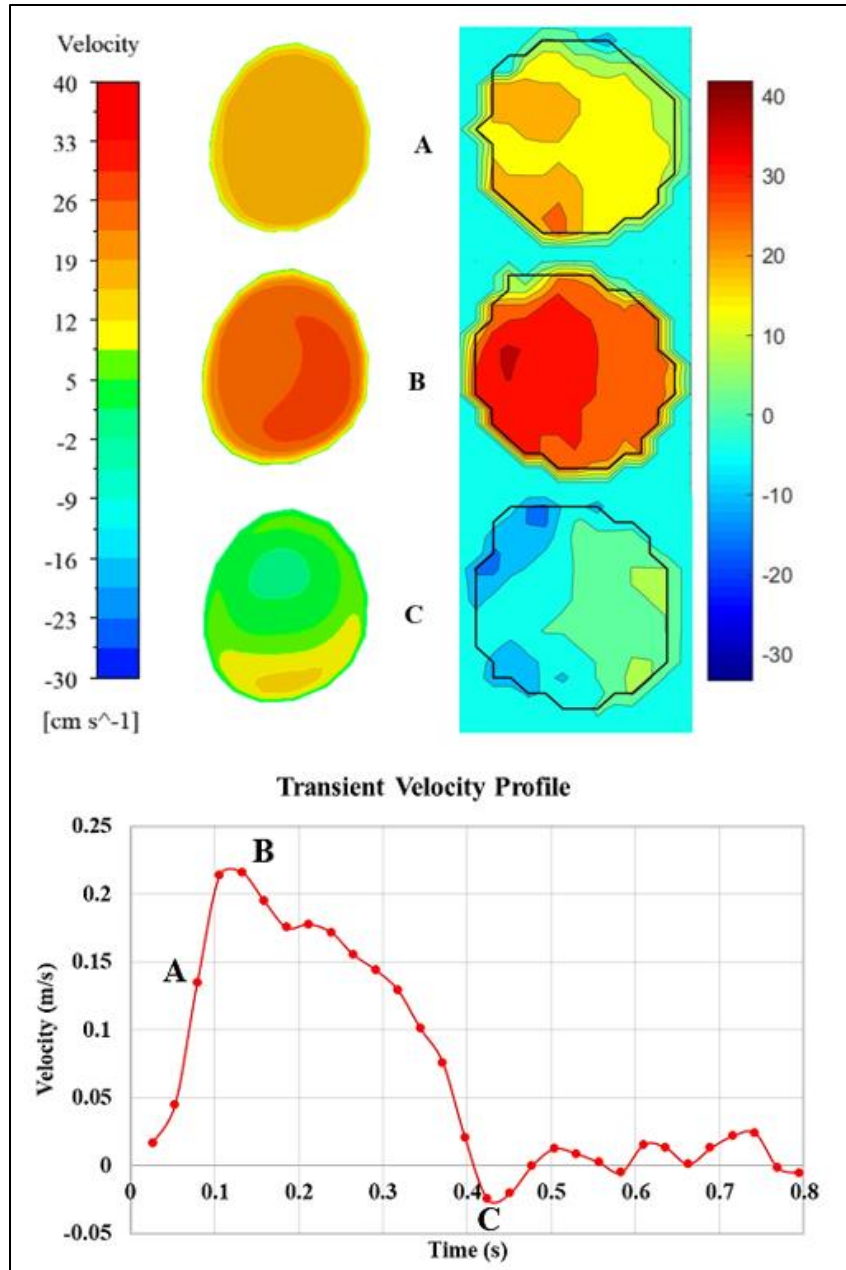 Velocity
40
33
26
19
12
5
-2
-9
-16
-23
-30
[cm s^-1]
A
B
C
40
30
20
10
0
-10
-20
-30
Transient Velocity Profile
Velocity (m/s)
0.25
0.2
0.15
0.1
0.05
0
-0.05
A
B
C
0 0.1 0.2 0.3 0.4 0.5 0.6 0.7 0.8
Time (s)